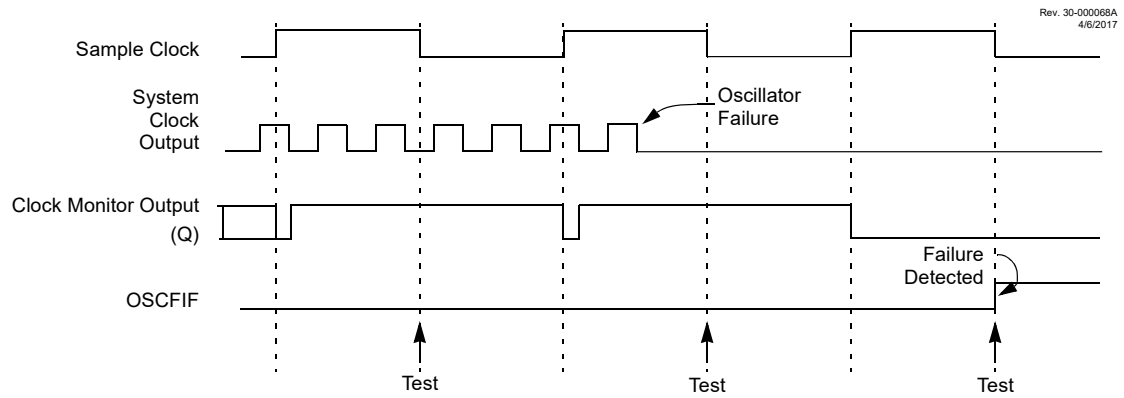 Rev. 30-000068A
4/6/2017
Sample Clock
System
Clock
Output
Oscillator
Failure
Clock Monitor Output
(Q)
Failure
Detected
OSCFIF
Test
Test
Test